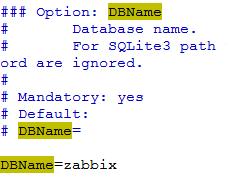 ### Option: DBName
#       Database name.
#       For SQLite3 path
ord are ignored.
#
# Mandatory: yes
# Default:
# DBName=
DBName=zabbix